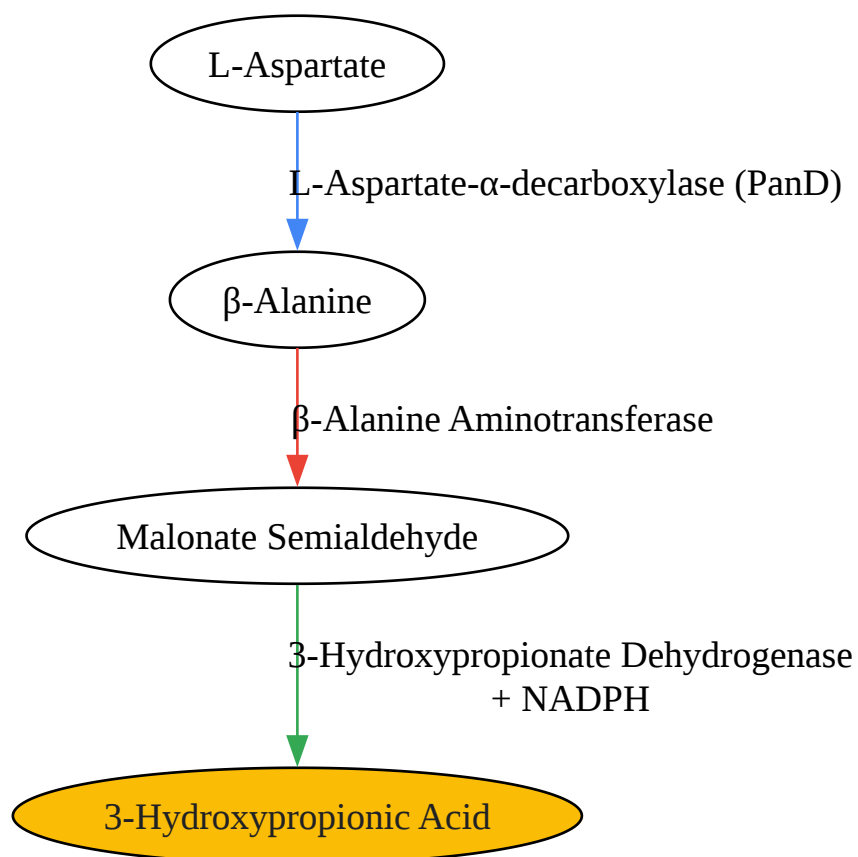 L-Aspartate
L-Aspartate-α-decarboxylase (PanD)
β-Alanine
β-Alanine Aminotransferase
Malonate Semialdehyde
3-Hydroxypropionate Dehydrogenase
+ NADPH
3-Hydroxypropionic Acid